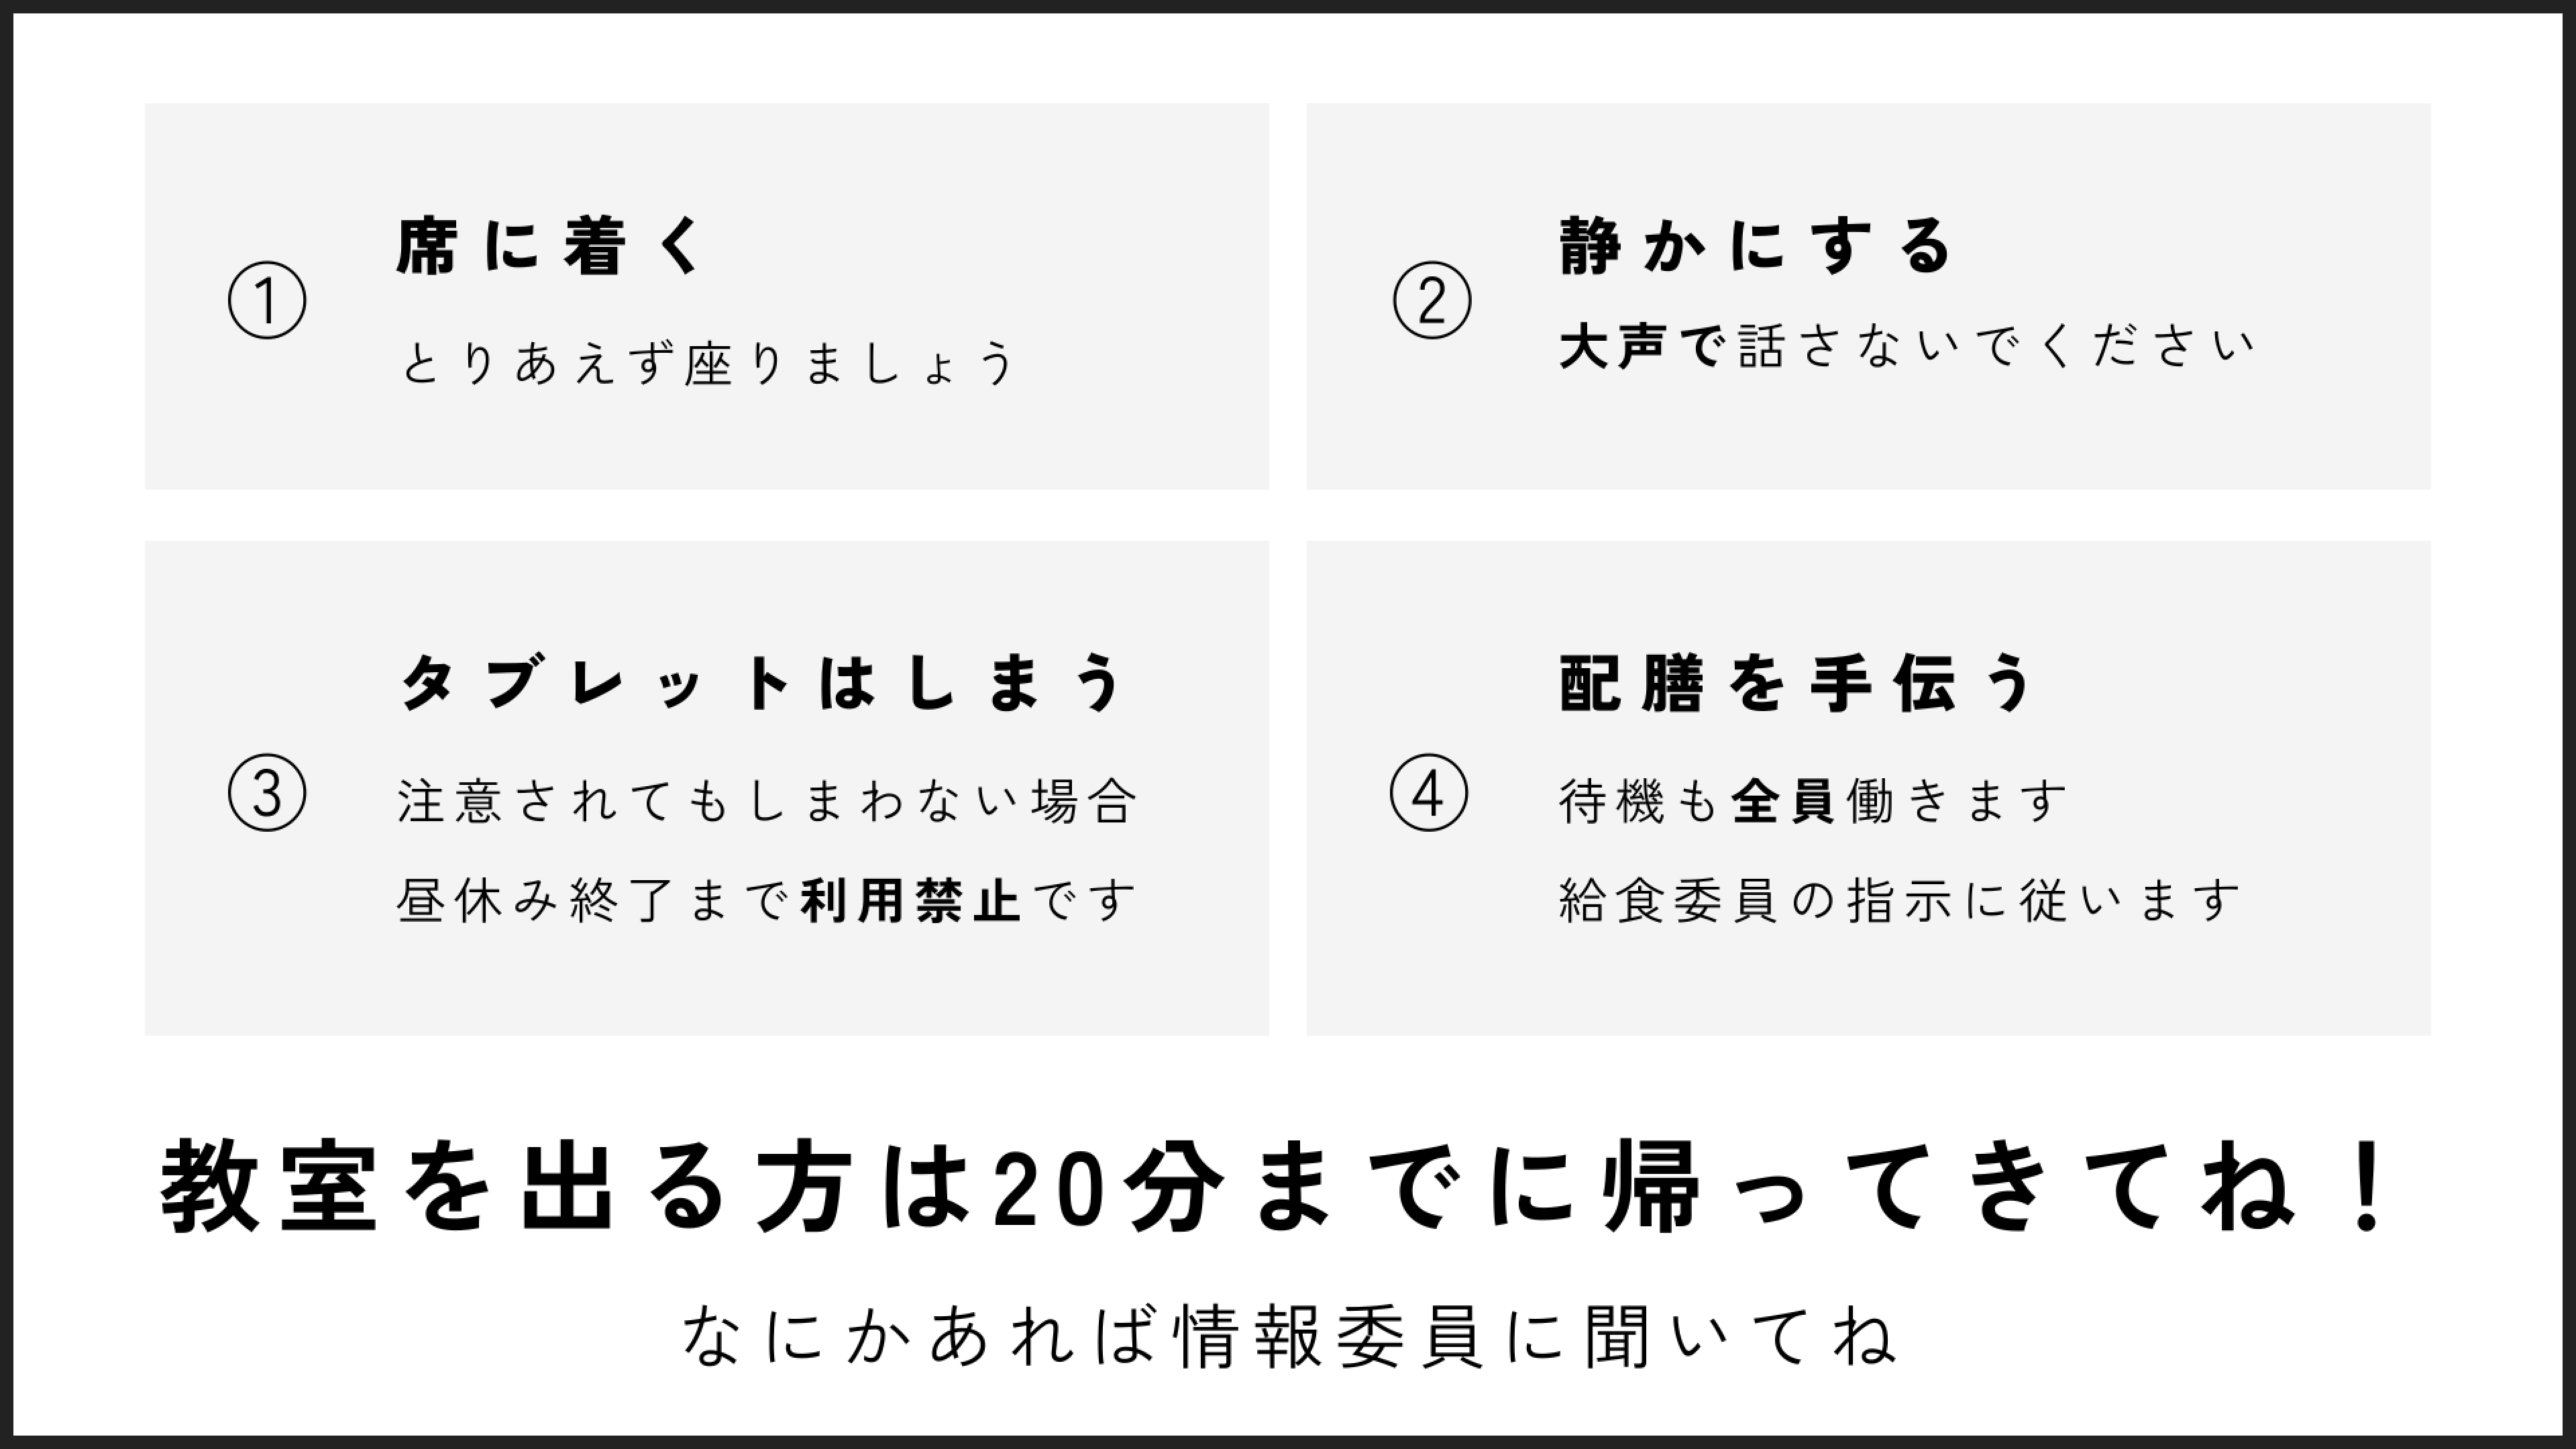 ① 席に着く
とりあえず座りましょう
② 静かにする
大声で話さないでください
③ タブレットはしまう
注意されてもしまわない場合
昼休み終了まで利用禁止です
④ 配膳を手伝う
待機も全員働きます
給食委員の指示に従います
教室を出る方は20分までに帰ってきてね！
なにかあれば情報委員に聞いてね